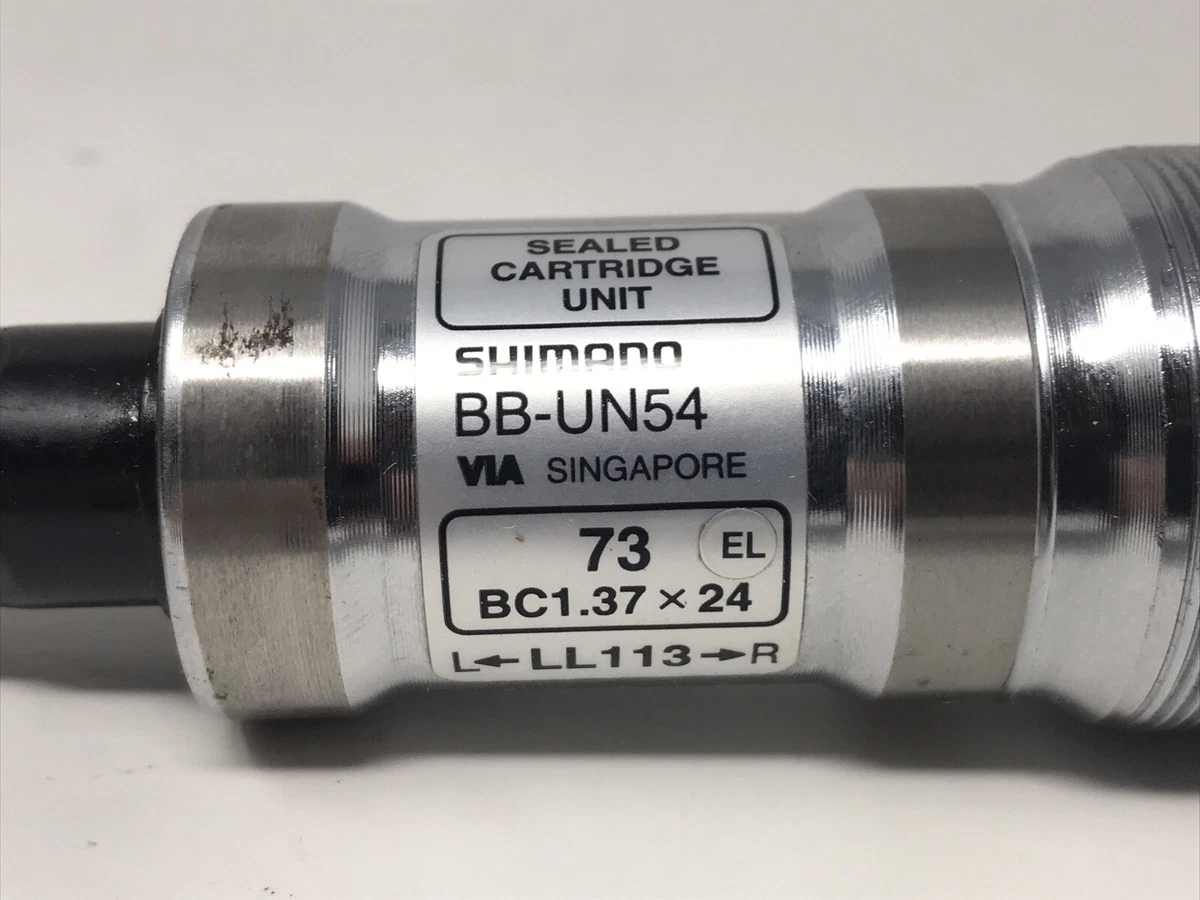 SEALED
CARTRIDGE
UNIT
SHIMANO
BB-UN54
VIA SINGAPORE
73 EL
BC1.37 × 24
L←LL113→R